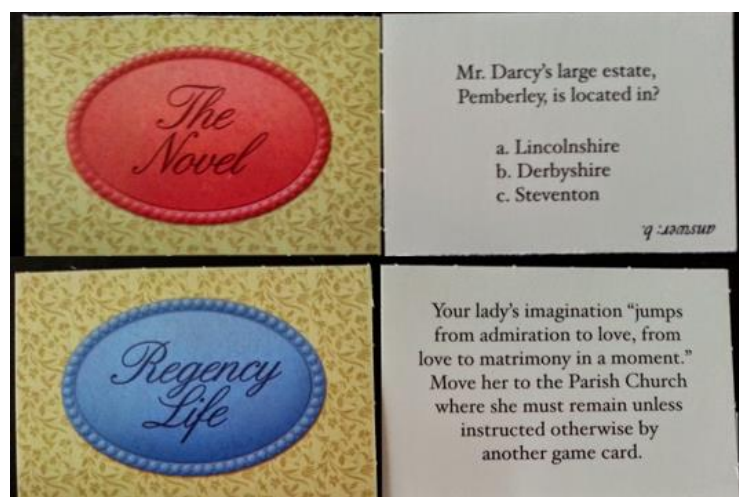 The
Novel
Mr. Darcy's large estate,
Pemberley, is located in?
a. Lincolnshire
b. Derbyshire
c. Steventon
answer: b.
Regency
Life
Your lady's imagination “jumps
from admiration to love, from
love to matrimony in a moment.”
Move her to the Parish Church
where she must remain unless
instructed otherwise by
another game card.